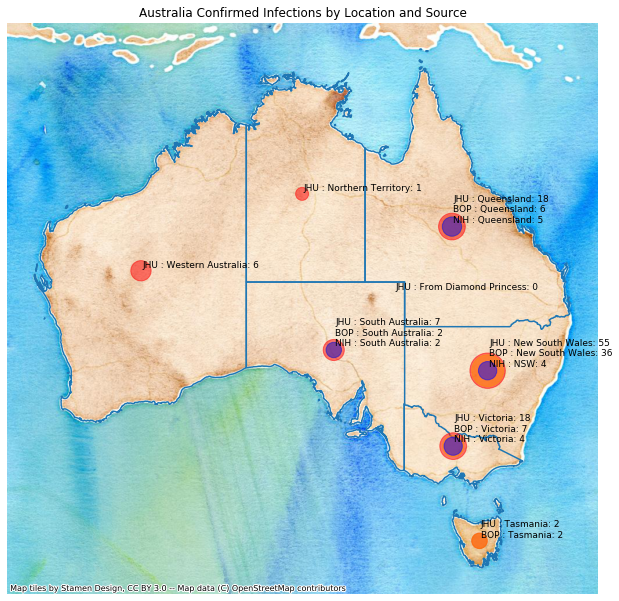 Australia Confirmed Infections by Location and Source
JHU : Northern Territory: 1
JHU : Queensland: 18
BOP : Queensland: 6
NIH : Queensland: 5
JHU : Western Australia: 6
JHU : From Diamond Princess: 0
JHU : South Australia: 7
BOP : South Australia: 2
NIH : South Australia: 2
JHU : New South Wales: 55
BOP : New South Wales: 36
NIH : NSW: 4
JHU : Victoria: 18
BOP : Victoria: 7
NIH : Victoria: 4
JHU : Tasmania: 2
BOP : Tasmania: 2
Map tiles by Stamen Design, CC BY 3.0 -- Map data (C) OpenStreetMap contributors